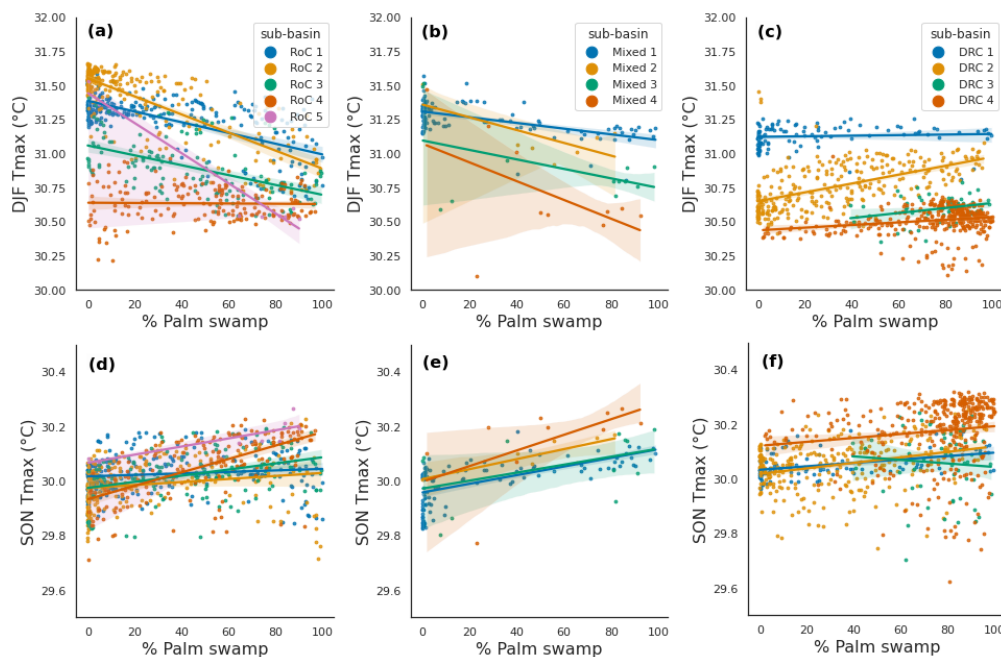 (a)
sub-basin
RoC 1
RoC 2
RoC 3
RoC 4
RoC 5
DJF Tmax (°C)
32.00
31.75
31.50
31.25
31.00
30.75
30.50
30.25
30.00
0 20 40 60 80 100
% Palm swamp
(b)
sub-basin
Mixed 1
Mixed 2
Mixed 3
Mixed 4
DJF Tmax (°C)
32.00
31.75
31.50
31.25
31.00
30.75
30.50
30.25
30.00
0 20 40 60 80 100
% Palm swamp
(c)
sub-basin
DRC 1
DRC 2
DRC 3
DRC 4
DJF Tmax (°C)
32.00
31.75
31.50
31.25
31.00
30.75
30.50
30.25
30.00
0 20 40 60 80 100
% Palm swamp
(d)
SON Tmax (°C)
30.4
30.2
30.0
29.8
29.6
0 20 40 60 80 100
% Palm swamp
(e)
SON Tmax (°C)
30.4
30.2
30.0
29.8
29.6
0 20 40 60 80 100
% Palm swamp
(f)
SON Tmax (°C)
30.4
30.2
30.0
29.8
29.6
0 20 40 60 80 100
% Palm swamp